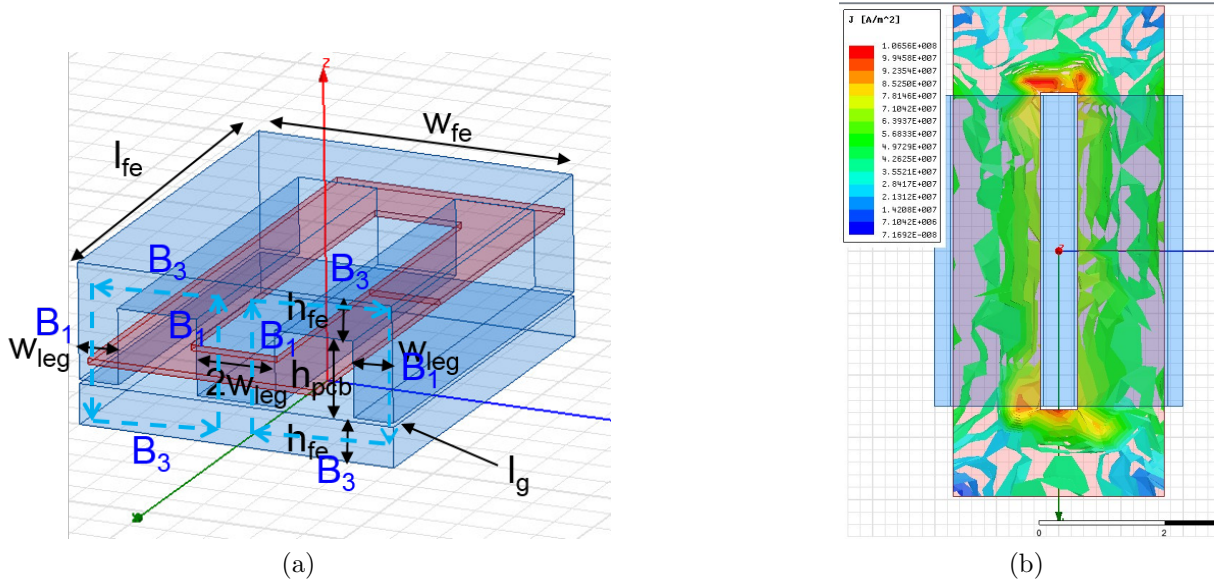 z
w_fe
l_fe
B_3
B_3
h_fe
B_1
B_1
B_1
w_leg
w_leg
B_1
2w_leg
h_pcb
h_fe
B_3
B_3
l_g
(a)
J [A/m^2]
1.0656E+008
9.9458E+007
9.2354E+007
8.5250E+007
7.8146E+007
7.1042E+007
6.3937E+007
5.6833E+007
4.9729E+007
4.2625E+007
3.5521E+007
2.8417E+007
2.1312E+007
1.4208E+007
7.1042E+006
7.1692E-008
0
2
(b)